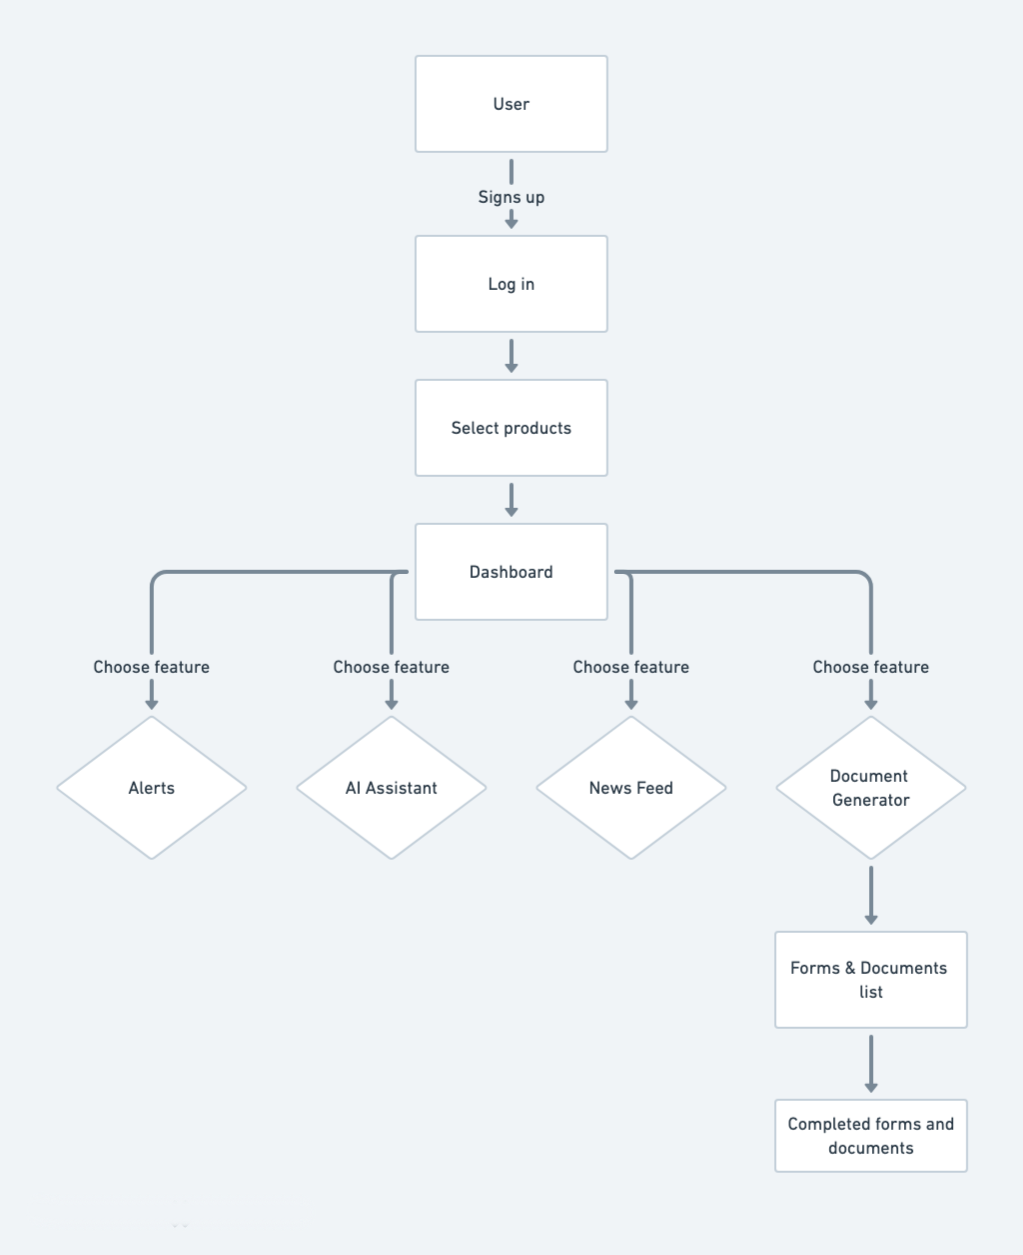 User
Signs up
Log in
Select products
Dashboard
Choose feature
Choose feature
Choose feature
Choose feature
Alerts
AI Assistant
News Feed
Document
Generator
Forms & Documents
list
Completed forms and
documents